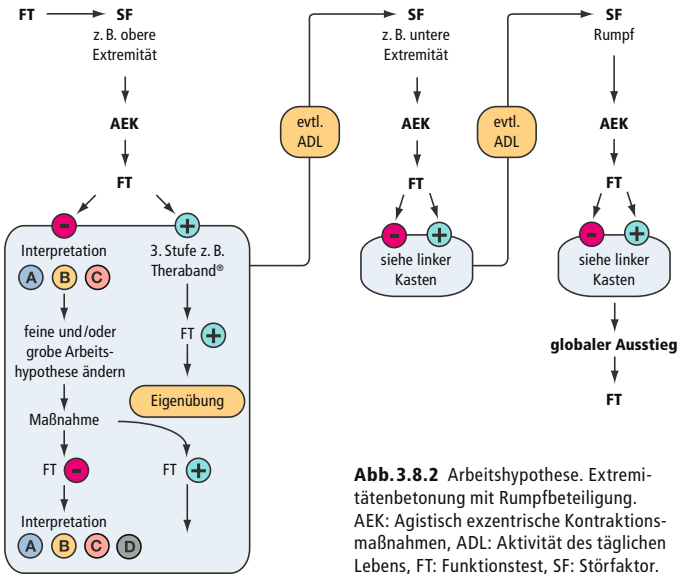 FT
SF
z. B. obere
Extremität
AEK
FT
−
+
Interpretation
A B C
feine und/oder
grobe Arbeits-
hypothese ändern
Maßnahme
FT −
Interpretation
A B C D
3. Stufe z. B.
Theraband®
FT +
Eigenübung
FT +
evtl.
ADL
SF
z. B. untere
Extremität
AEK
FT
− +
siehe linker
Kasten
evtl.
ADL
SF
Rumpf
AEK
FT
− +
siehe linker
Kasten
globaler Ausstieg
FT
Abb. 3.8.2 Arbeitshypothese. Extremi-
tätenbetonung mit Rumpfbeteiligung.
AEK: Agistisch exzentrische Kontraktions-
maßnahmen, ADL: Aktivität des täglichen
Lebens, FT: Funktionstest, SF: Störfaktor.